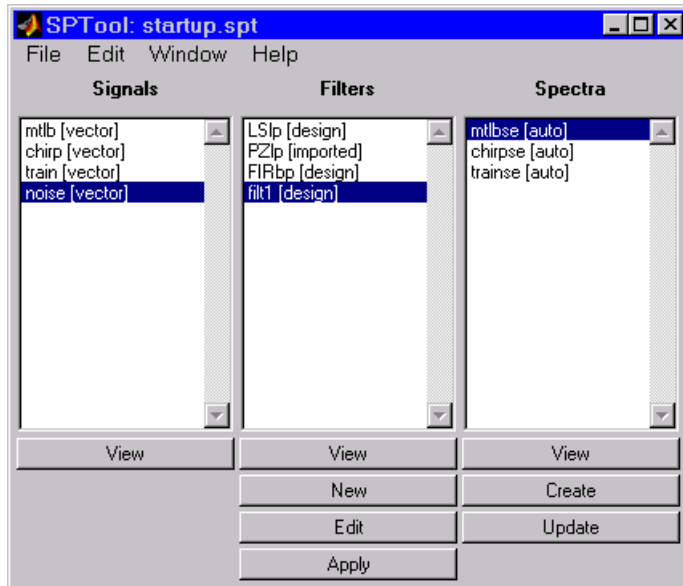 SPTool: startup.spt
File Edit Window Help
Signals
mtlb [vector]
chirp [vector]
train [vector]
noise [vector]
View
Filters
LSlp [design]
PZlp [imported]
FIRbp [design]
filt1 [design]
View
New
Edit
Apply
Spectra
mtlbse [auto]
chirpse [auto]
trainse [auto]
View
Create
Update